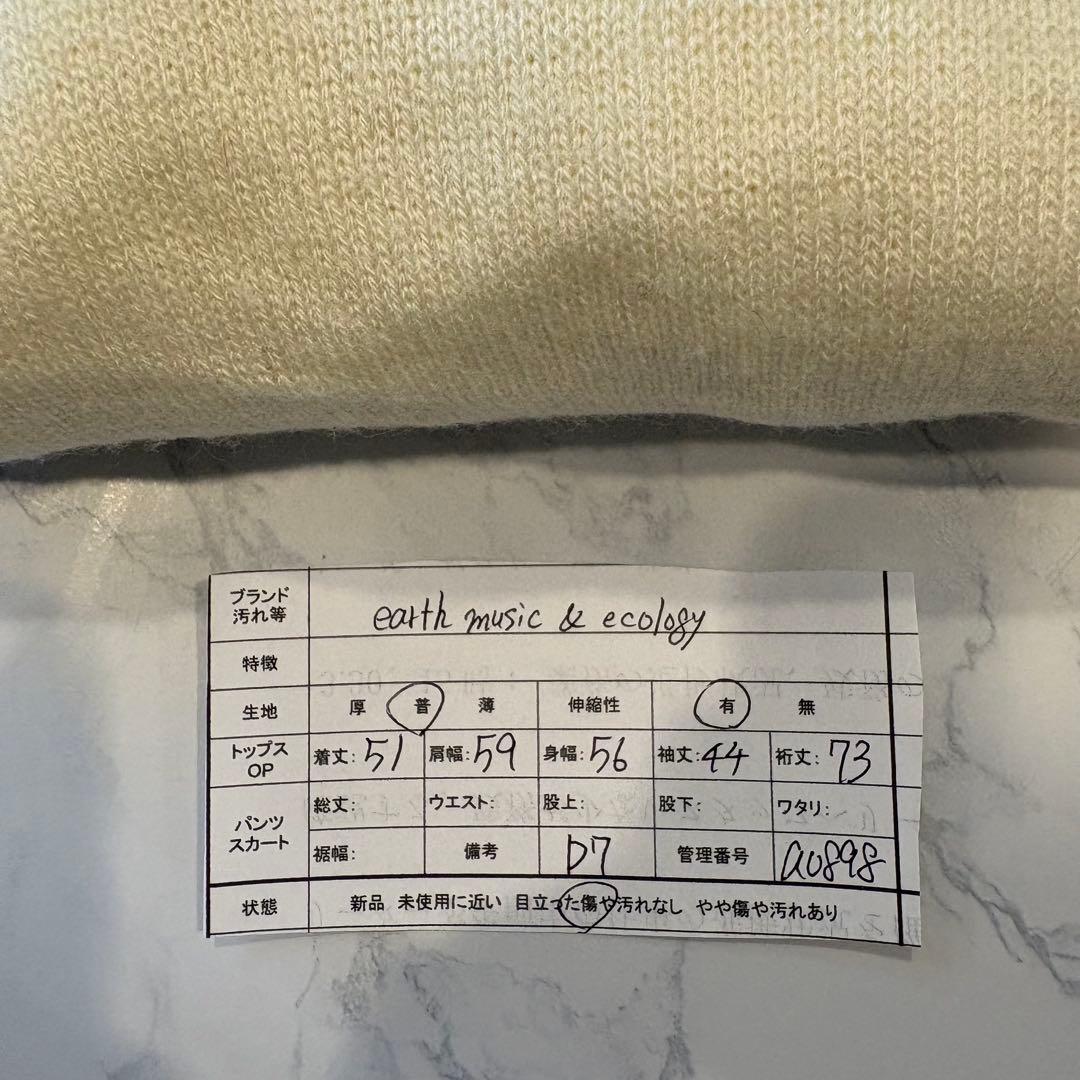 ブランド
汚れ等
earth music & ecology
特徴
生地 厚 普 薄 伸縮性 有 無
トップス
OP
着丈:51 肩幅:59 身幅:56 袖丈:44 裄丈:73
パンツ
スカート
総丈: ウエスト: 股上: 股下: ワタリ:
裾幅: 備考 D7 管理番号 a0898
状態 新品 未使用に近い 目立った傷や汚れなし やや傷や汚れあり